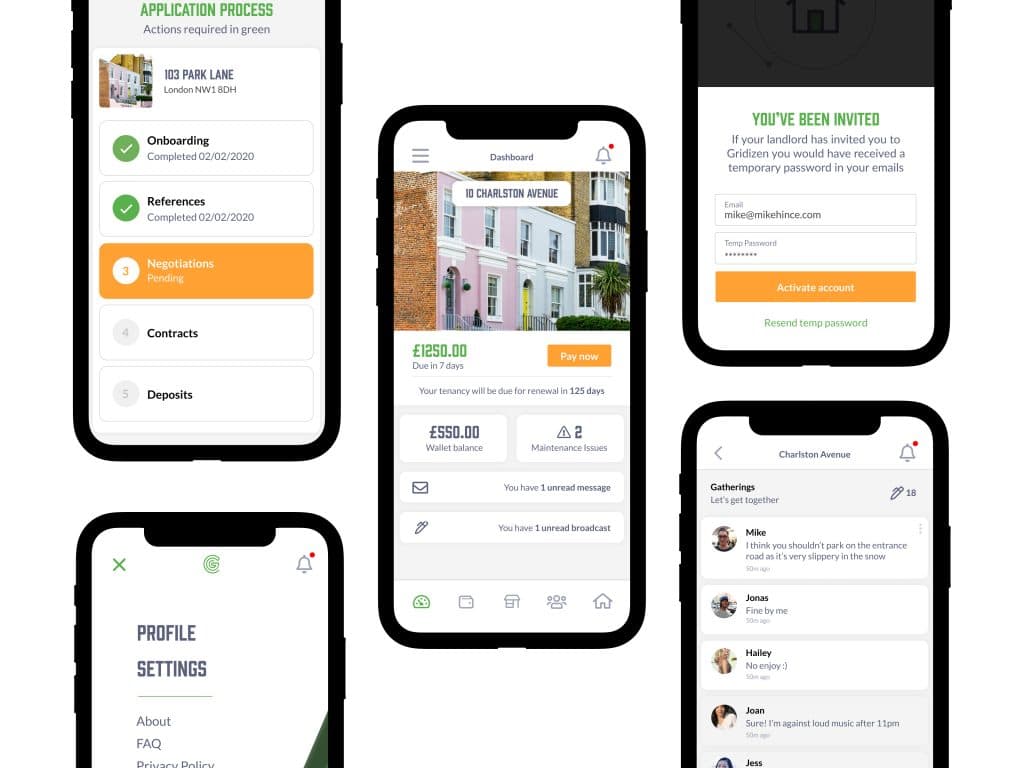 APPLICATION PROCESS
Actions required in green
103 PARK LANE
London NW1 8DH
Onboarding
Completed 02/02/2020
References
Completed 02/02/2020
3
Negotiations
Pending
4
Contracts
5
Deposits
PROFILE
SETTINGS
About
FAQ
Privacy Policy
Dashboard
10 CHARLSTON AVENUE
£1250.00
Due in 7 days
Pay now
Your tenancy will be due for renewal in 125 days
£550.00
Wallet balance
2
Maintenance Issues
You have 1 unread message
You have 1 unread broadcast
YOU'VE BEEN INVITED
If your landlord has invited you to
Gridizen you would have received a
temporary password in your emails
Email
mike@mikehince.com
Temp Password
********
Activate account
Resend temp password
Charlston Avenue
Gatherings
Let's get together
18
Mike
I think you shouldn't park on the entrance
road as it's very slippery in the snow
50m ago
Jonas
Fine by me
50m ago
Hailey
No enjoy :)
50m ago
Joan
Sure! I'm against loud music after 11pm
50m ago
Jess